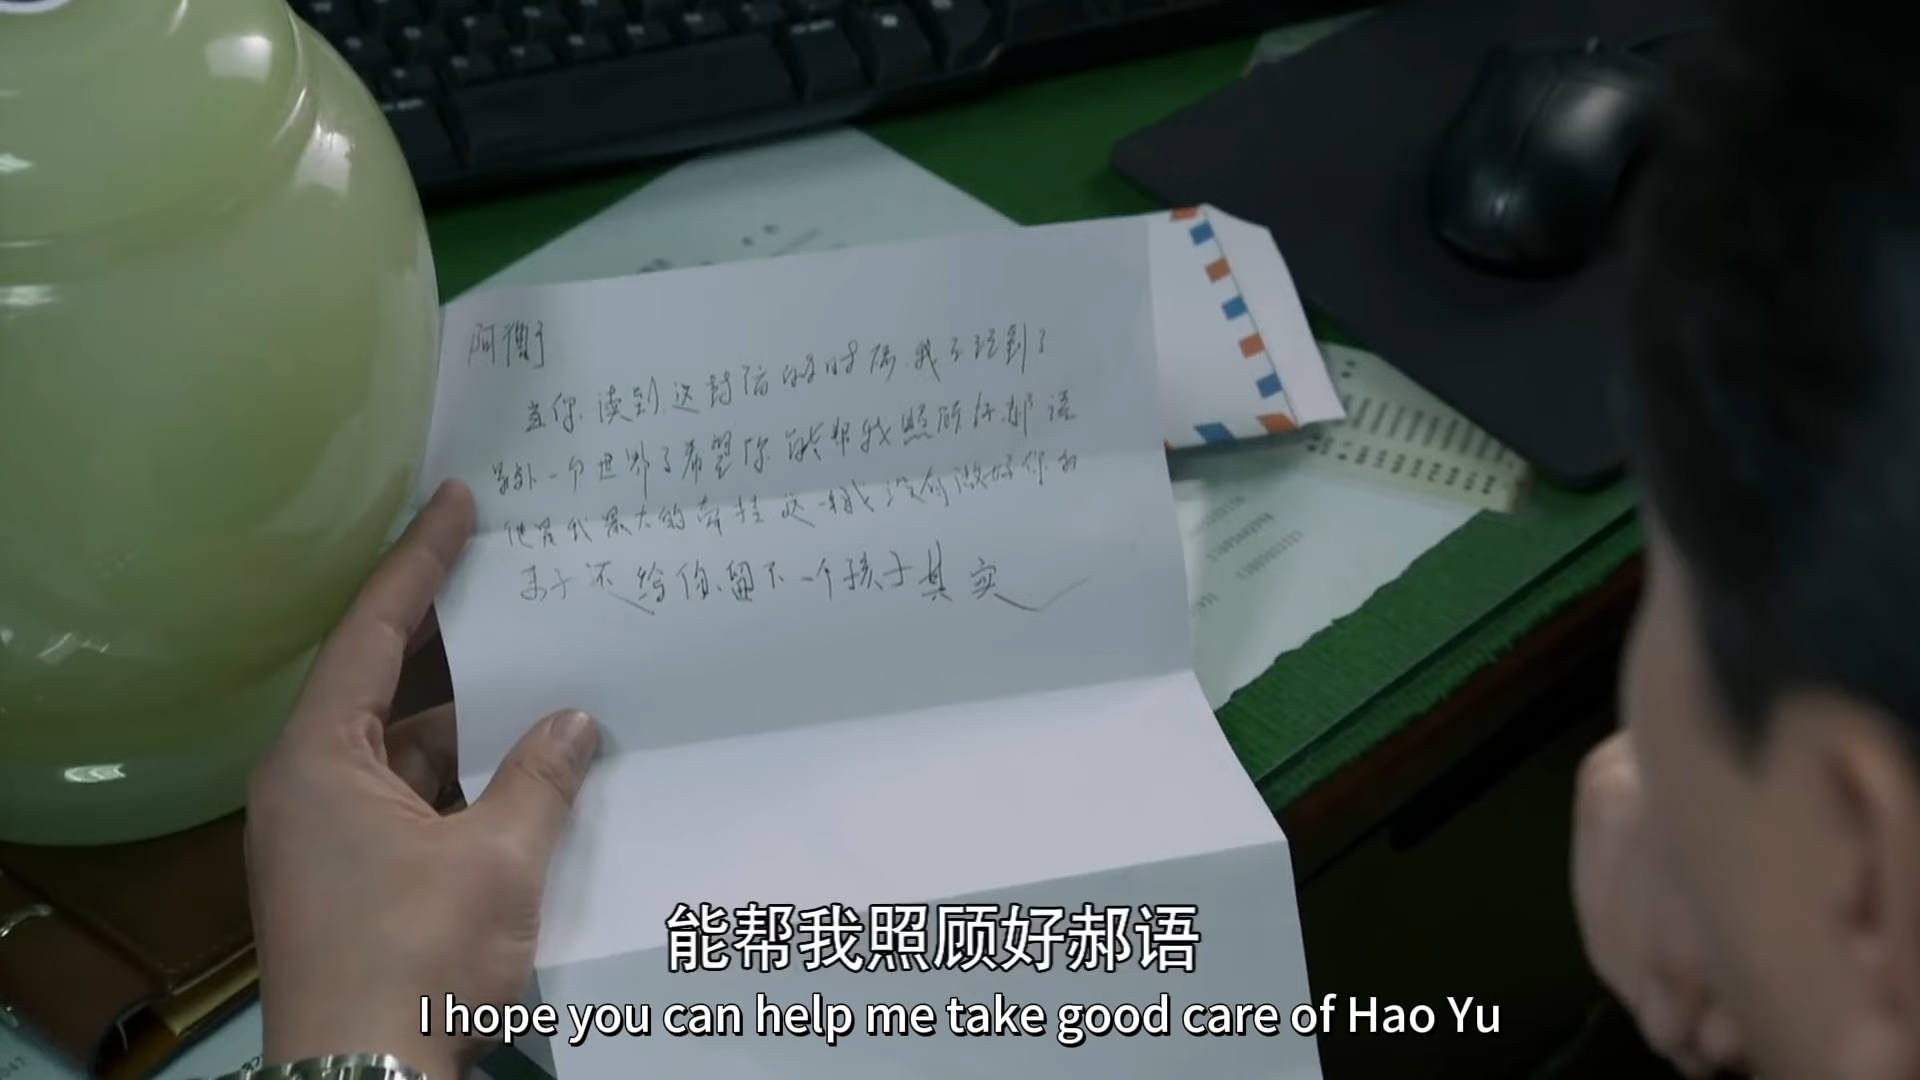 阿衡
当你读到这封信的时候我已经到了
另外一个世界了希望你能帮我照顾好郝语
他是我最大的牵挂这一辈我没有做好你的
妻子还给你留下一个孩子其实
能帮我照顾好郝语
I hope you can help me take good care of Hao Yu